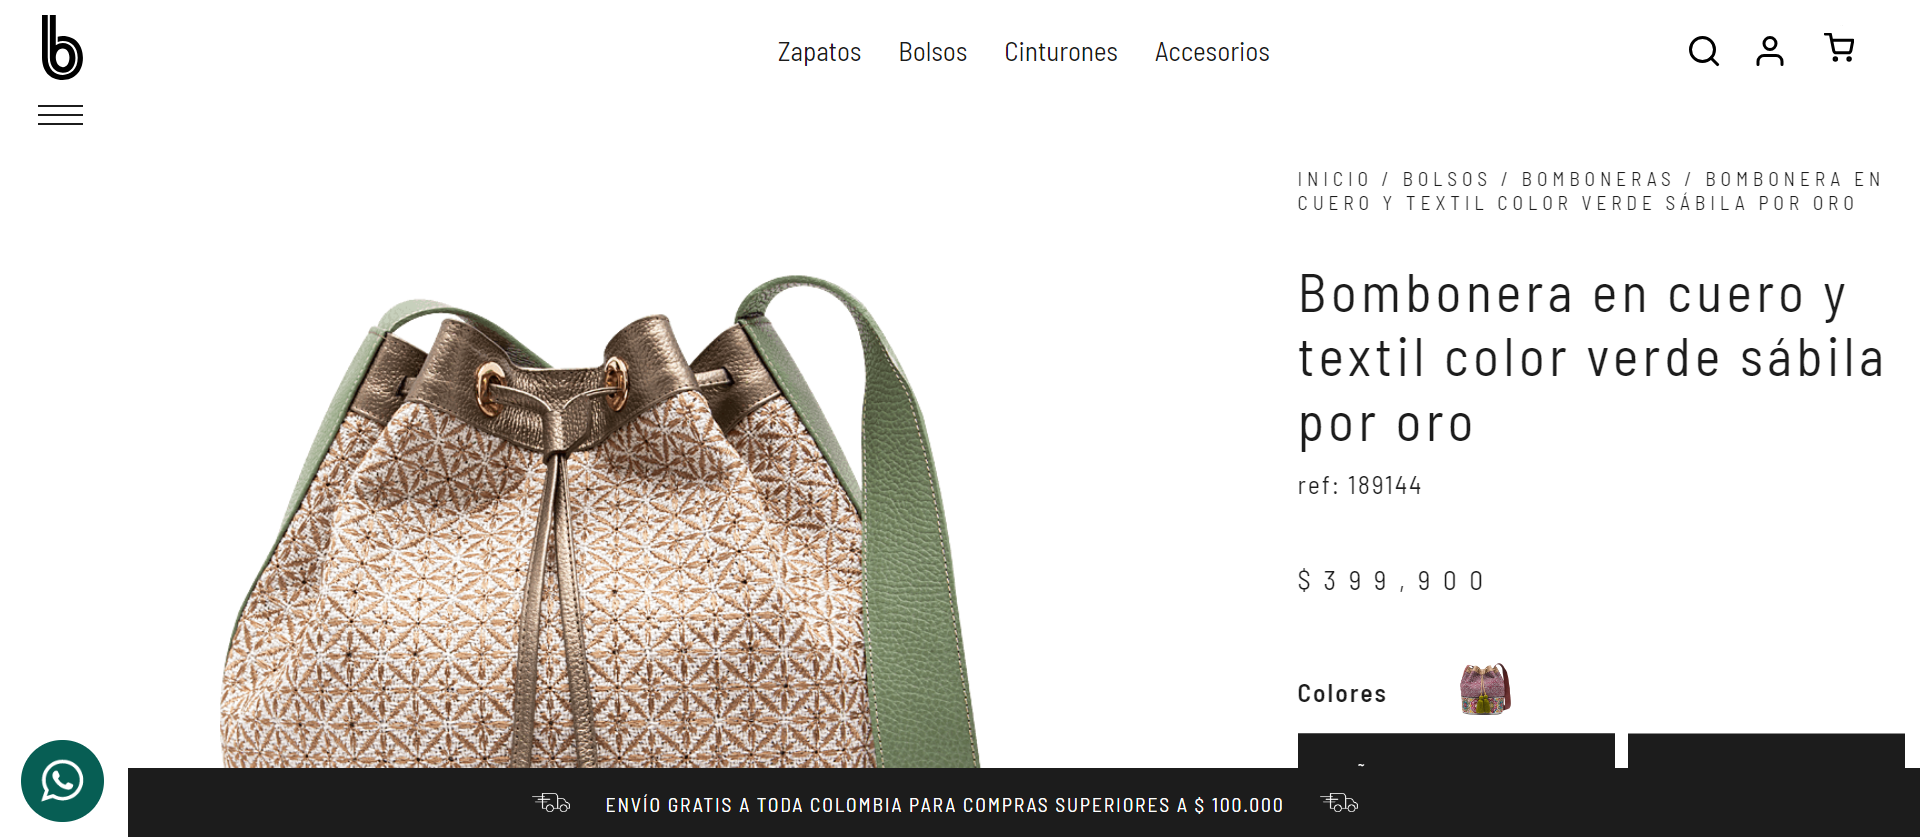 b
Zapatos Bolsos Cinturones Accesorios
INICIO / BOLSOS / BOMBONERAS / BOMBONERA EN
CUERO Y TEXTIL COLOR VERDE SÁBILA POR ORO
Bombonera en cuero y
textil color verde sábila
por oro
ref: 189144
$399,900
Colores
ENVÍO GRATIS A TODA COLOMBIA PARA COMPRAS SUPERIORES A $ 100.000